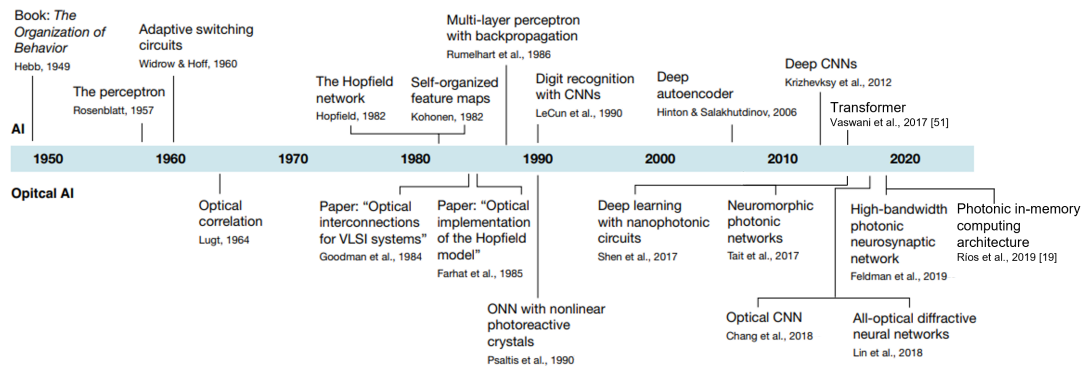 Book: The
Organization of
Behavior
Hebb, 1949
Adaptive switching
circuits
Widrow & Hoff, 1960
The perceptron
Rosenblatt, 1957
The Hopfield
network
Hopfield, 1982
Self-organized
feature maps
Kohonen, 1982
Multi-layer perceptron
with backpropagation
Rumelhart et al., 1986
Digit recognition
with CNNs
LeCun et al., 1990
Deep
autoencoder
Hinton & Salakhutdinov, 2006
Deep CNNs
Krizhevksy et al., 2012
Transformer
Vaswani et al., 2017 [51]
AI
1950 1960 1970 1980 1990 2000 2010 2020
Opitcal AI
Optical
correlation
Lugt, 1964
Paper: “Optical
interconnections
for VLSI systems”
Goodman et al., 1984
Paper: “Optical
implementation
of the Hopfield
model”
Farhat et al., 1985
ONN with nonlinear
photoreactive
crystals
Psaltis et al., 1990
Deep learning
with nanophotonic
circuits
Shen et al., 2017
Neuromorphic
photonic
networks
Tait et al., 2017
High-bandwidth
photonic
neurosynaptic
network
Feldman et al., 2019
Photonic in-memory
computing
architecture
Ríos et al., 2019 [19]
Optical CNN
Chang et al., 2018
All-optical diffractive
neural networks
Lin et al., 2018